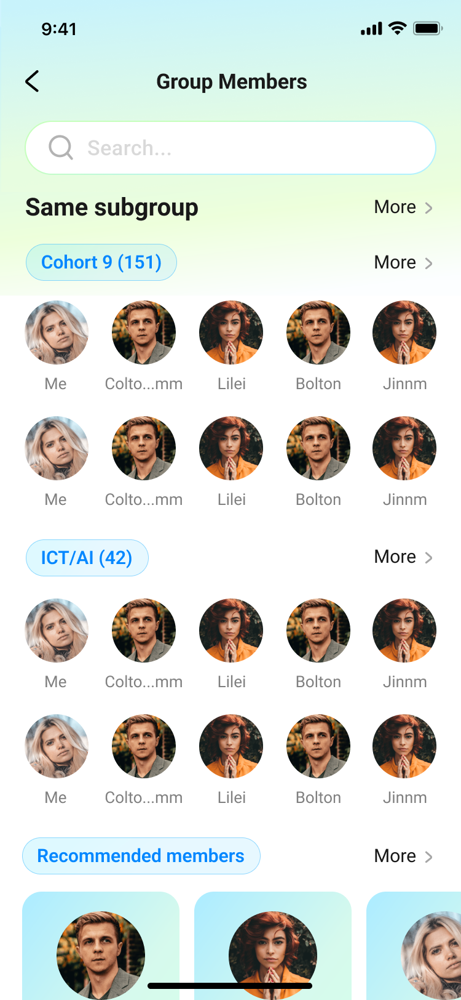 9:41
Group Members
Search...
Same subgroup More
Cohort 9 (151) More
Me Colto...mm Lilei Bolton Jinnm
Me Colto...mm Lilei Bolton Jinnm
ICT/AI (42) More
Me Colto...mm Lilei Bolton Jinnm
Me Colto...mm Lilei Bolton Jinnm
Recommended members More